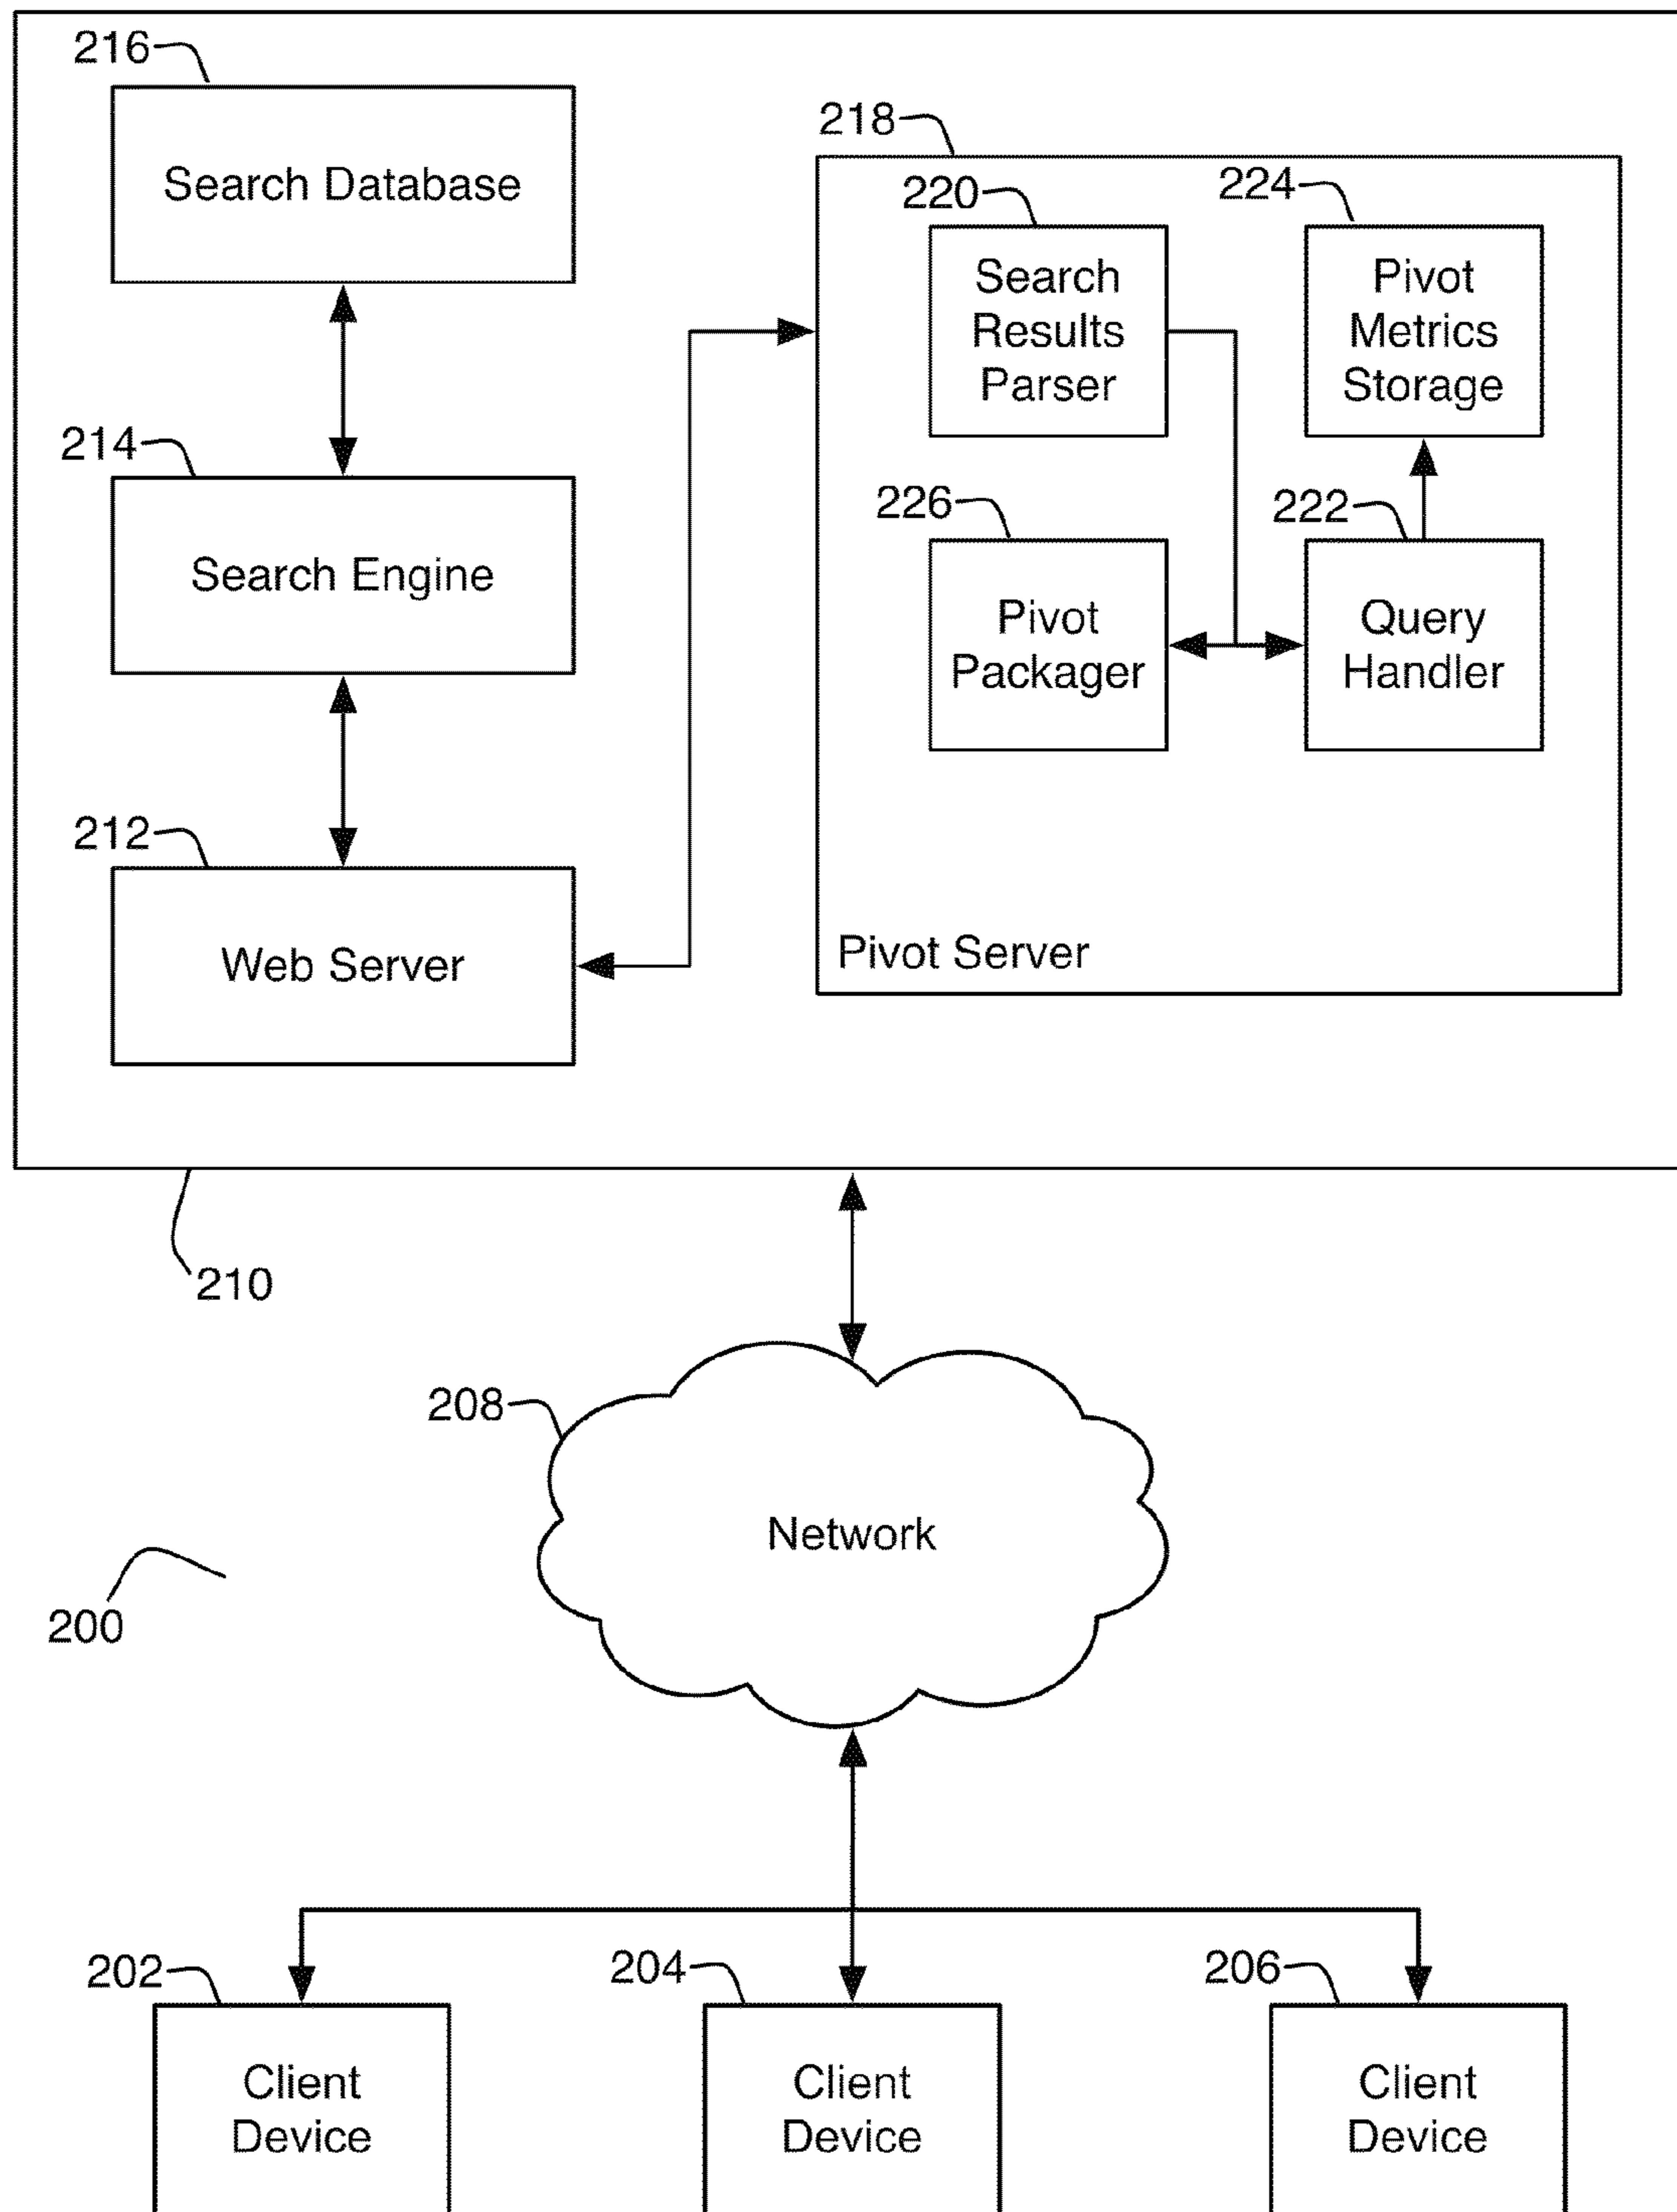 216
Search Database
218
220
224
Search
Results
Parser
Pivot
Metrics
Storage
214
Search Engine
226
222
Pivot
Packager
Query
Handler
212
Web Server
Pivot Server
210
208
Network
200
202
204
206
Client
Device
Client
Device
Client
Device